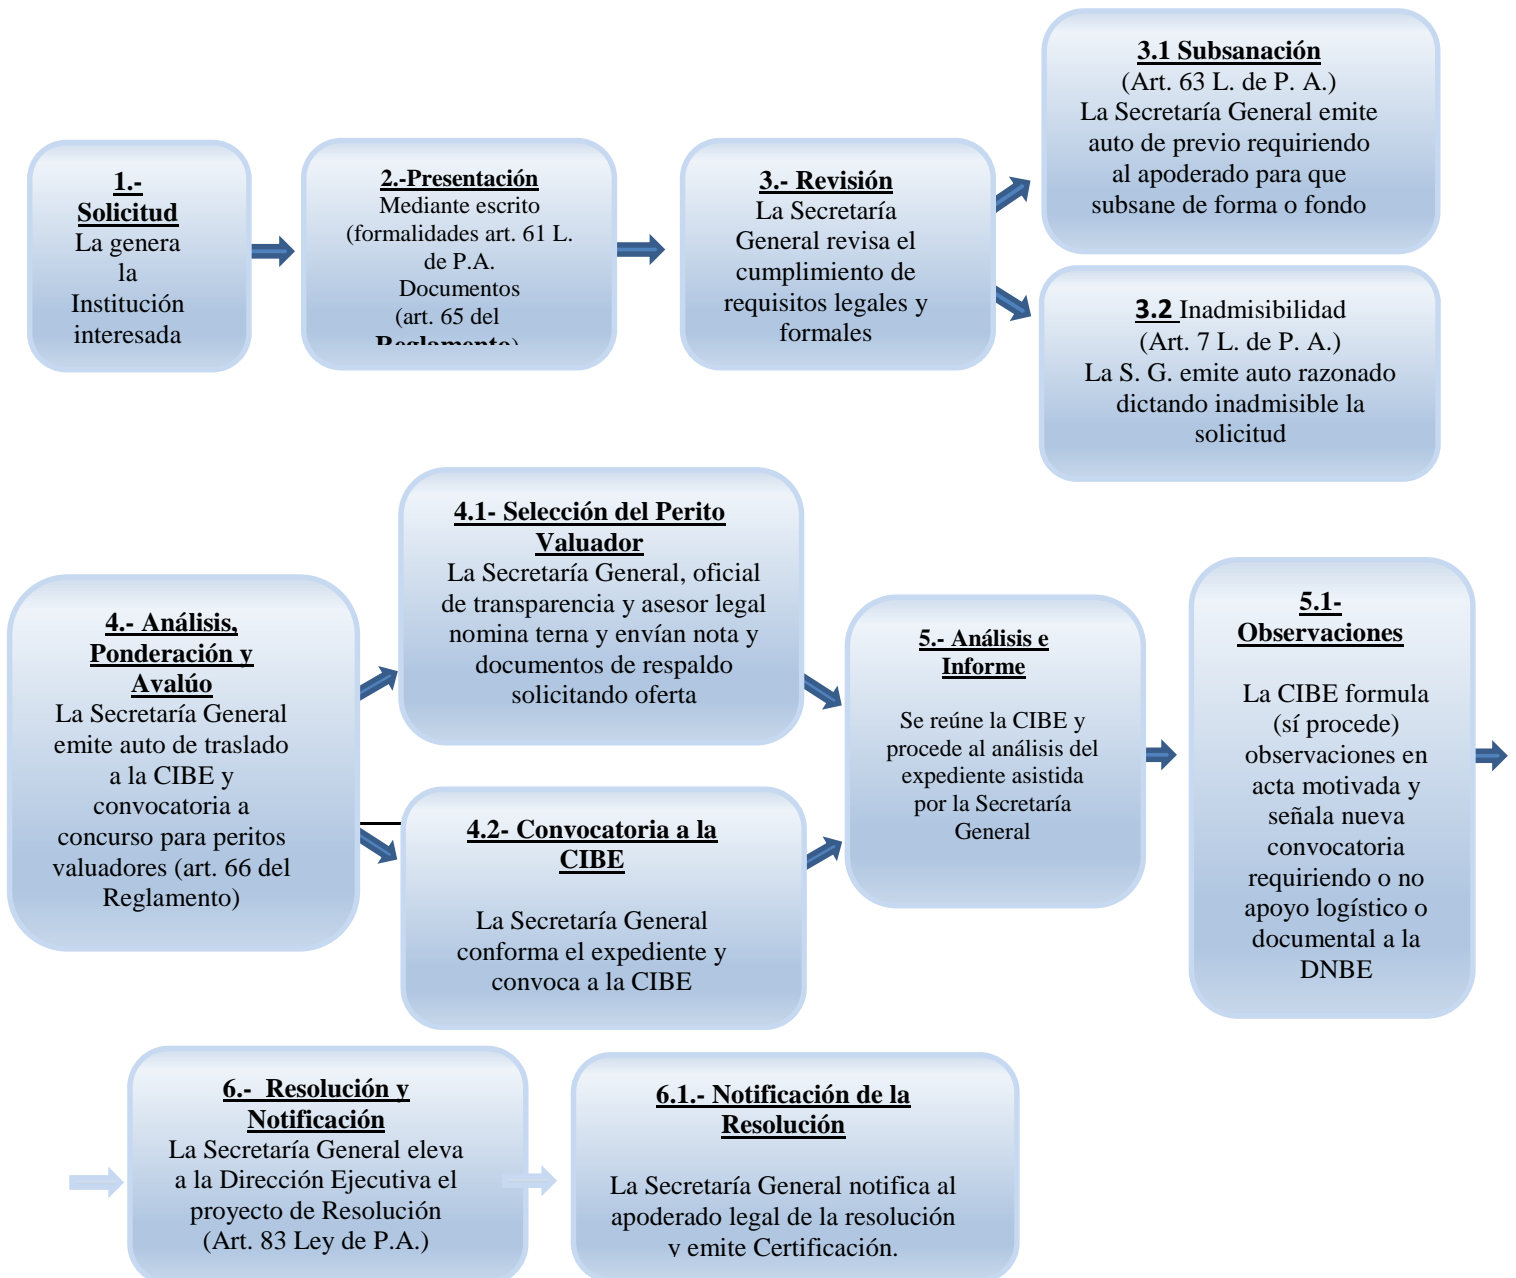 1.-
Solicitud
La genera
la
Institución
interesada
2.-Presentación
Mediante escrito
(formalidades art. 61 L.
de P.A.
Documentos
(art. 65 del
Reglamento)
3.- Revisión
La Secretaría
General revisa el
cumplimiento de
requisitos legales y
formales
3.1 Subsanación
(Art. 63 L. de P. A.)
La Secretaría General emite
auto de previo requiriendo
al apoderado para que
subsane de forma o fondo
3.2 Inadmisibilidad
(Art. 7 L. de P. A.)
La S. G. emite auto razonado
dictando inadmisible la
solicitud
4.- Análisis,
Ponderación y
Avalúo
La Secretaría General
emite auto de traslado
a la CIBE y
convocatoria a
concurso para peritos
valuadores (art. 66 del
Reglamento)
4.1- Selección del Perito
Valuador
La Secretaría General, oficial
de transparencia y asesor legal
nomina terna y envían nota y
documentos de respaldo
solicitando oferta
4.2- Convocatoria a la
CIBE
La Secretaría General
conforma el expediente y
convoca a la CIBE
5.- Análisis e
Informe
Se reúne la CIBE y
procede al análisis del
expediente asistida
por la Secretaría
General
5.1-
Observaciones
La CIBE formula
(sí procede)
observaciones en
acta motivada y
señala nueva
convocatoria
requiriendo o no
apoyo logístico o
documental a la
DNBE
6.- Resolución y
Notificación
La Secretaría General eleva
a la Dirección Ejecutiva el
proyecto de Resolución
(Art. 83 Ley de P.A.)
6.1.- Notificación de la
Resolución
La Secretaría General notifica al
apoderado legal de la resolución
y emite Certificación.